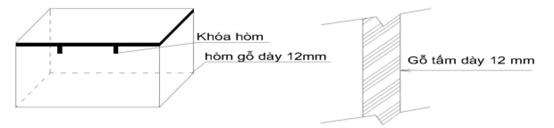 Khóa hòm
hòm gỗ dày 12mm
Gỗ tấm dày 12 mm